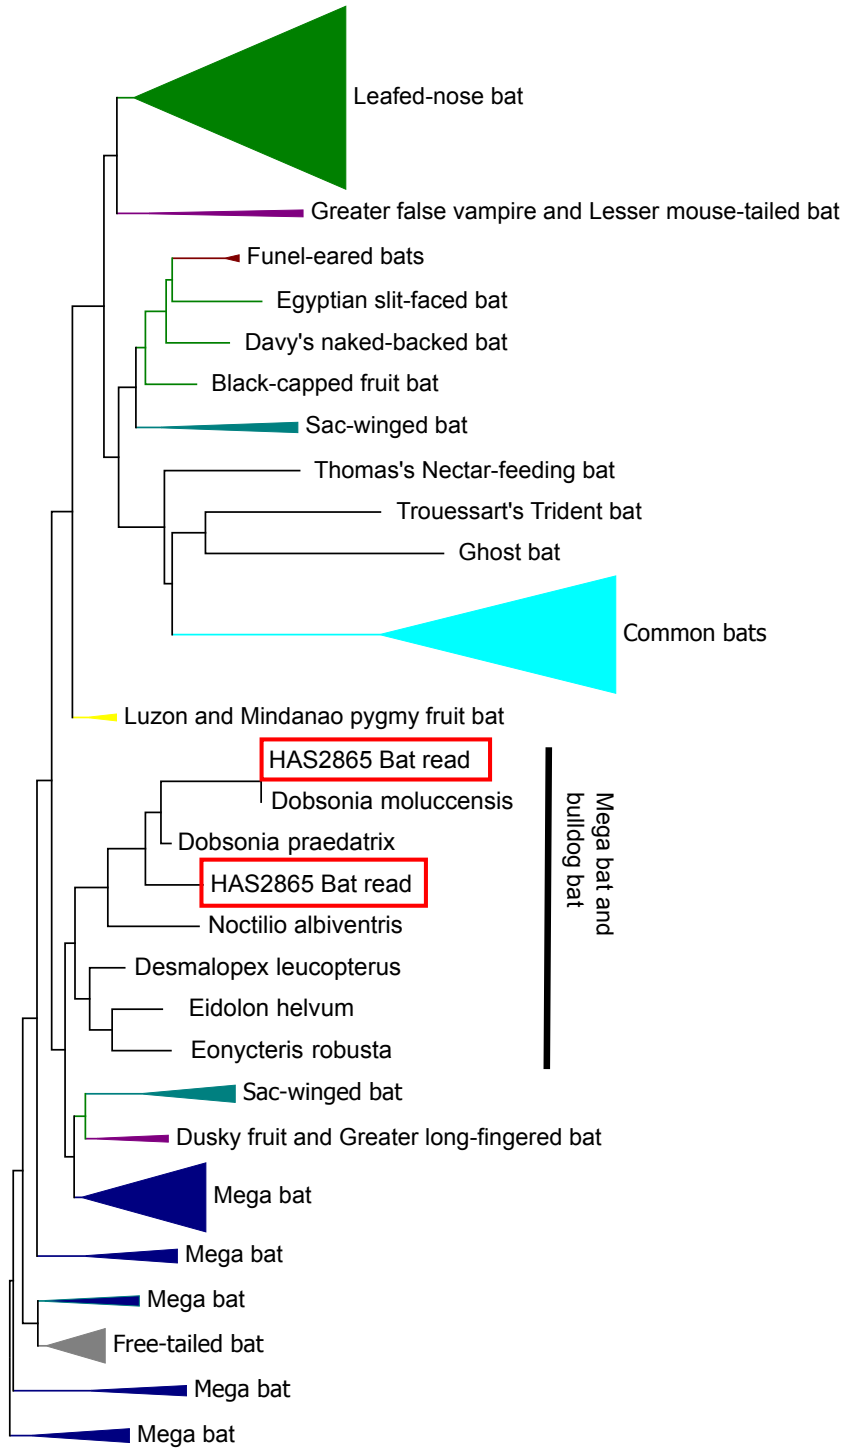 Leafed-nose bat
Greater false vampire and Lesser mouse-tailed bat
Funel-eared bats
Egyptian slit-faced bat
Davy's naked-backed bat
Black-capped fruit bat
Sac-winged bat
Thomas's Nectar-feeding bat
Trouessart's Trident bat
Ghost bat
Common bats
Luzon and Mindanao pygmy fruit bat
HAS2865 Bat read
Dobsonia moluccensis
Dobsonia praedatrix
HAS2865 Bat read
Noctilio albiventris
Desmalopex leucopterus
Eidolon helvum
Eonycteris robusta
Mega bat and
bulldog bat
Sac-winged bat
Dusky fruit and Greater long-fingered bat
Mega bat
Mega bat
Mega bat
Free-tailed bat
Mega bat
Mega bat